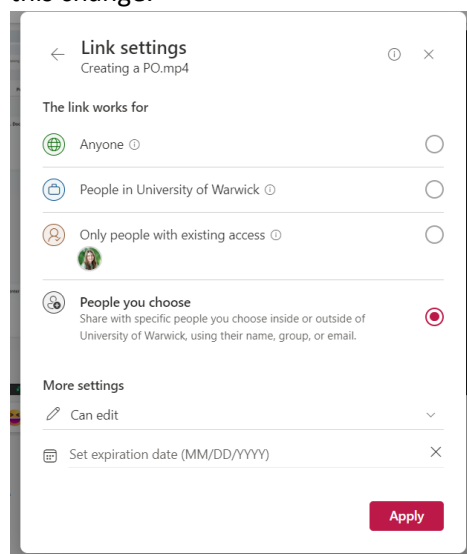 this change.
Link settings
Creating a PO.mp4
The link works for
Anyone
People in University of Warwick
Only people with existing access
People you choose
Share with specific people you choose inside or outside of
University of Warwick, using their name, group, or email.
More settings
Can edit
Set expiration date (MM/DD/YYYY)
Apply